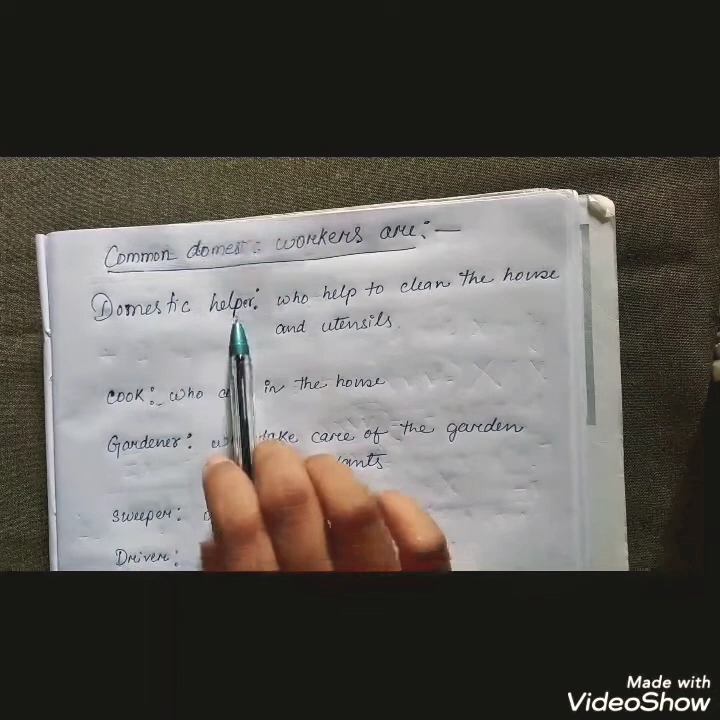 Common domes: workers are:—
Domestic helper: who help to clean the house
and utensils.
COOK:_ who in the house
Gardener: take care of the garden
Sweeper:
Driver:
Made with
VideoShow